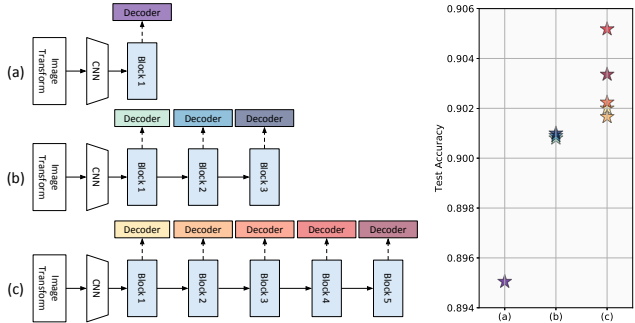 Decoder
(a)
Image
Transform
CNN
Block 1
Decoder
Decoder
Decoder
(b)
Image
Transform
CNN
Block 1
Block 2
Block 3
Decoder
Decoder
Decoder
Decoder
Decoder
(c)
Image
Transform
CNN
Block 1
Block 2
Block 3
Block 4
Block 5
Test Accuracy
0.906
0.904
0.902
0.900
0.898
0.896
0.894
(a)
(b)
(c)